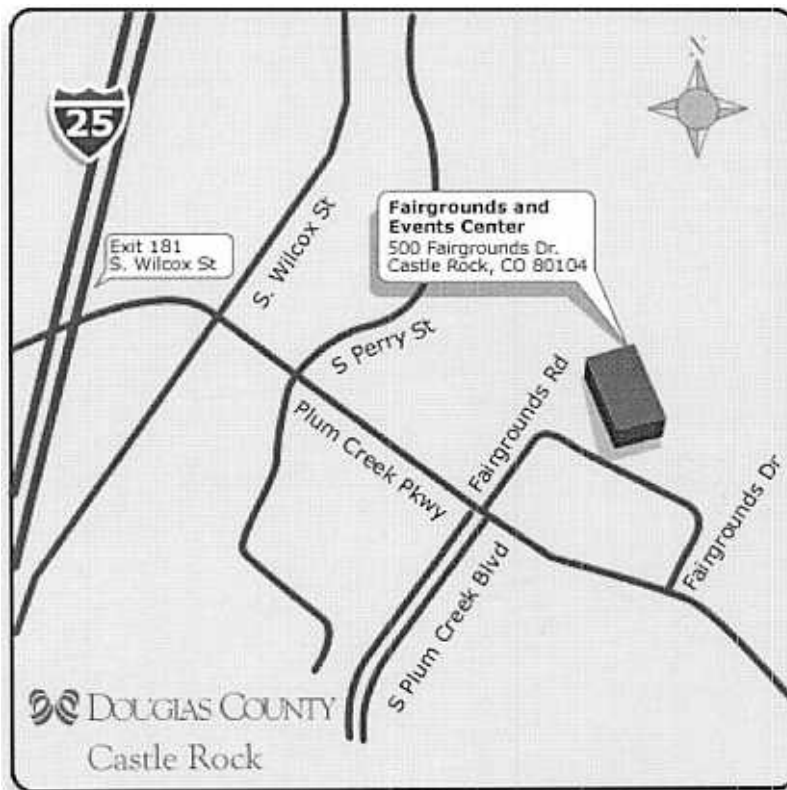 N
25
Exit 181
S. Wilcox St
S. Wilcox St
Fairgrounds and
Events Center
500 Fairgrounds Dr.
Castle Rock, CO 80104
S Perry St
Plum Creek Pkwy
Fairgrounds Rd
S Plum Creek Blvd
Fairgrounds Dr
DOUGLAS COUNTY
Castle Rock